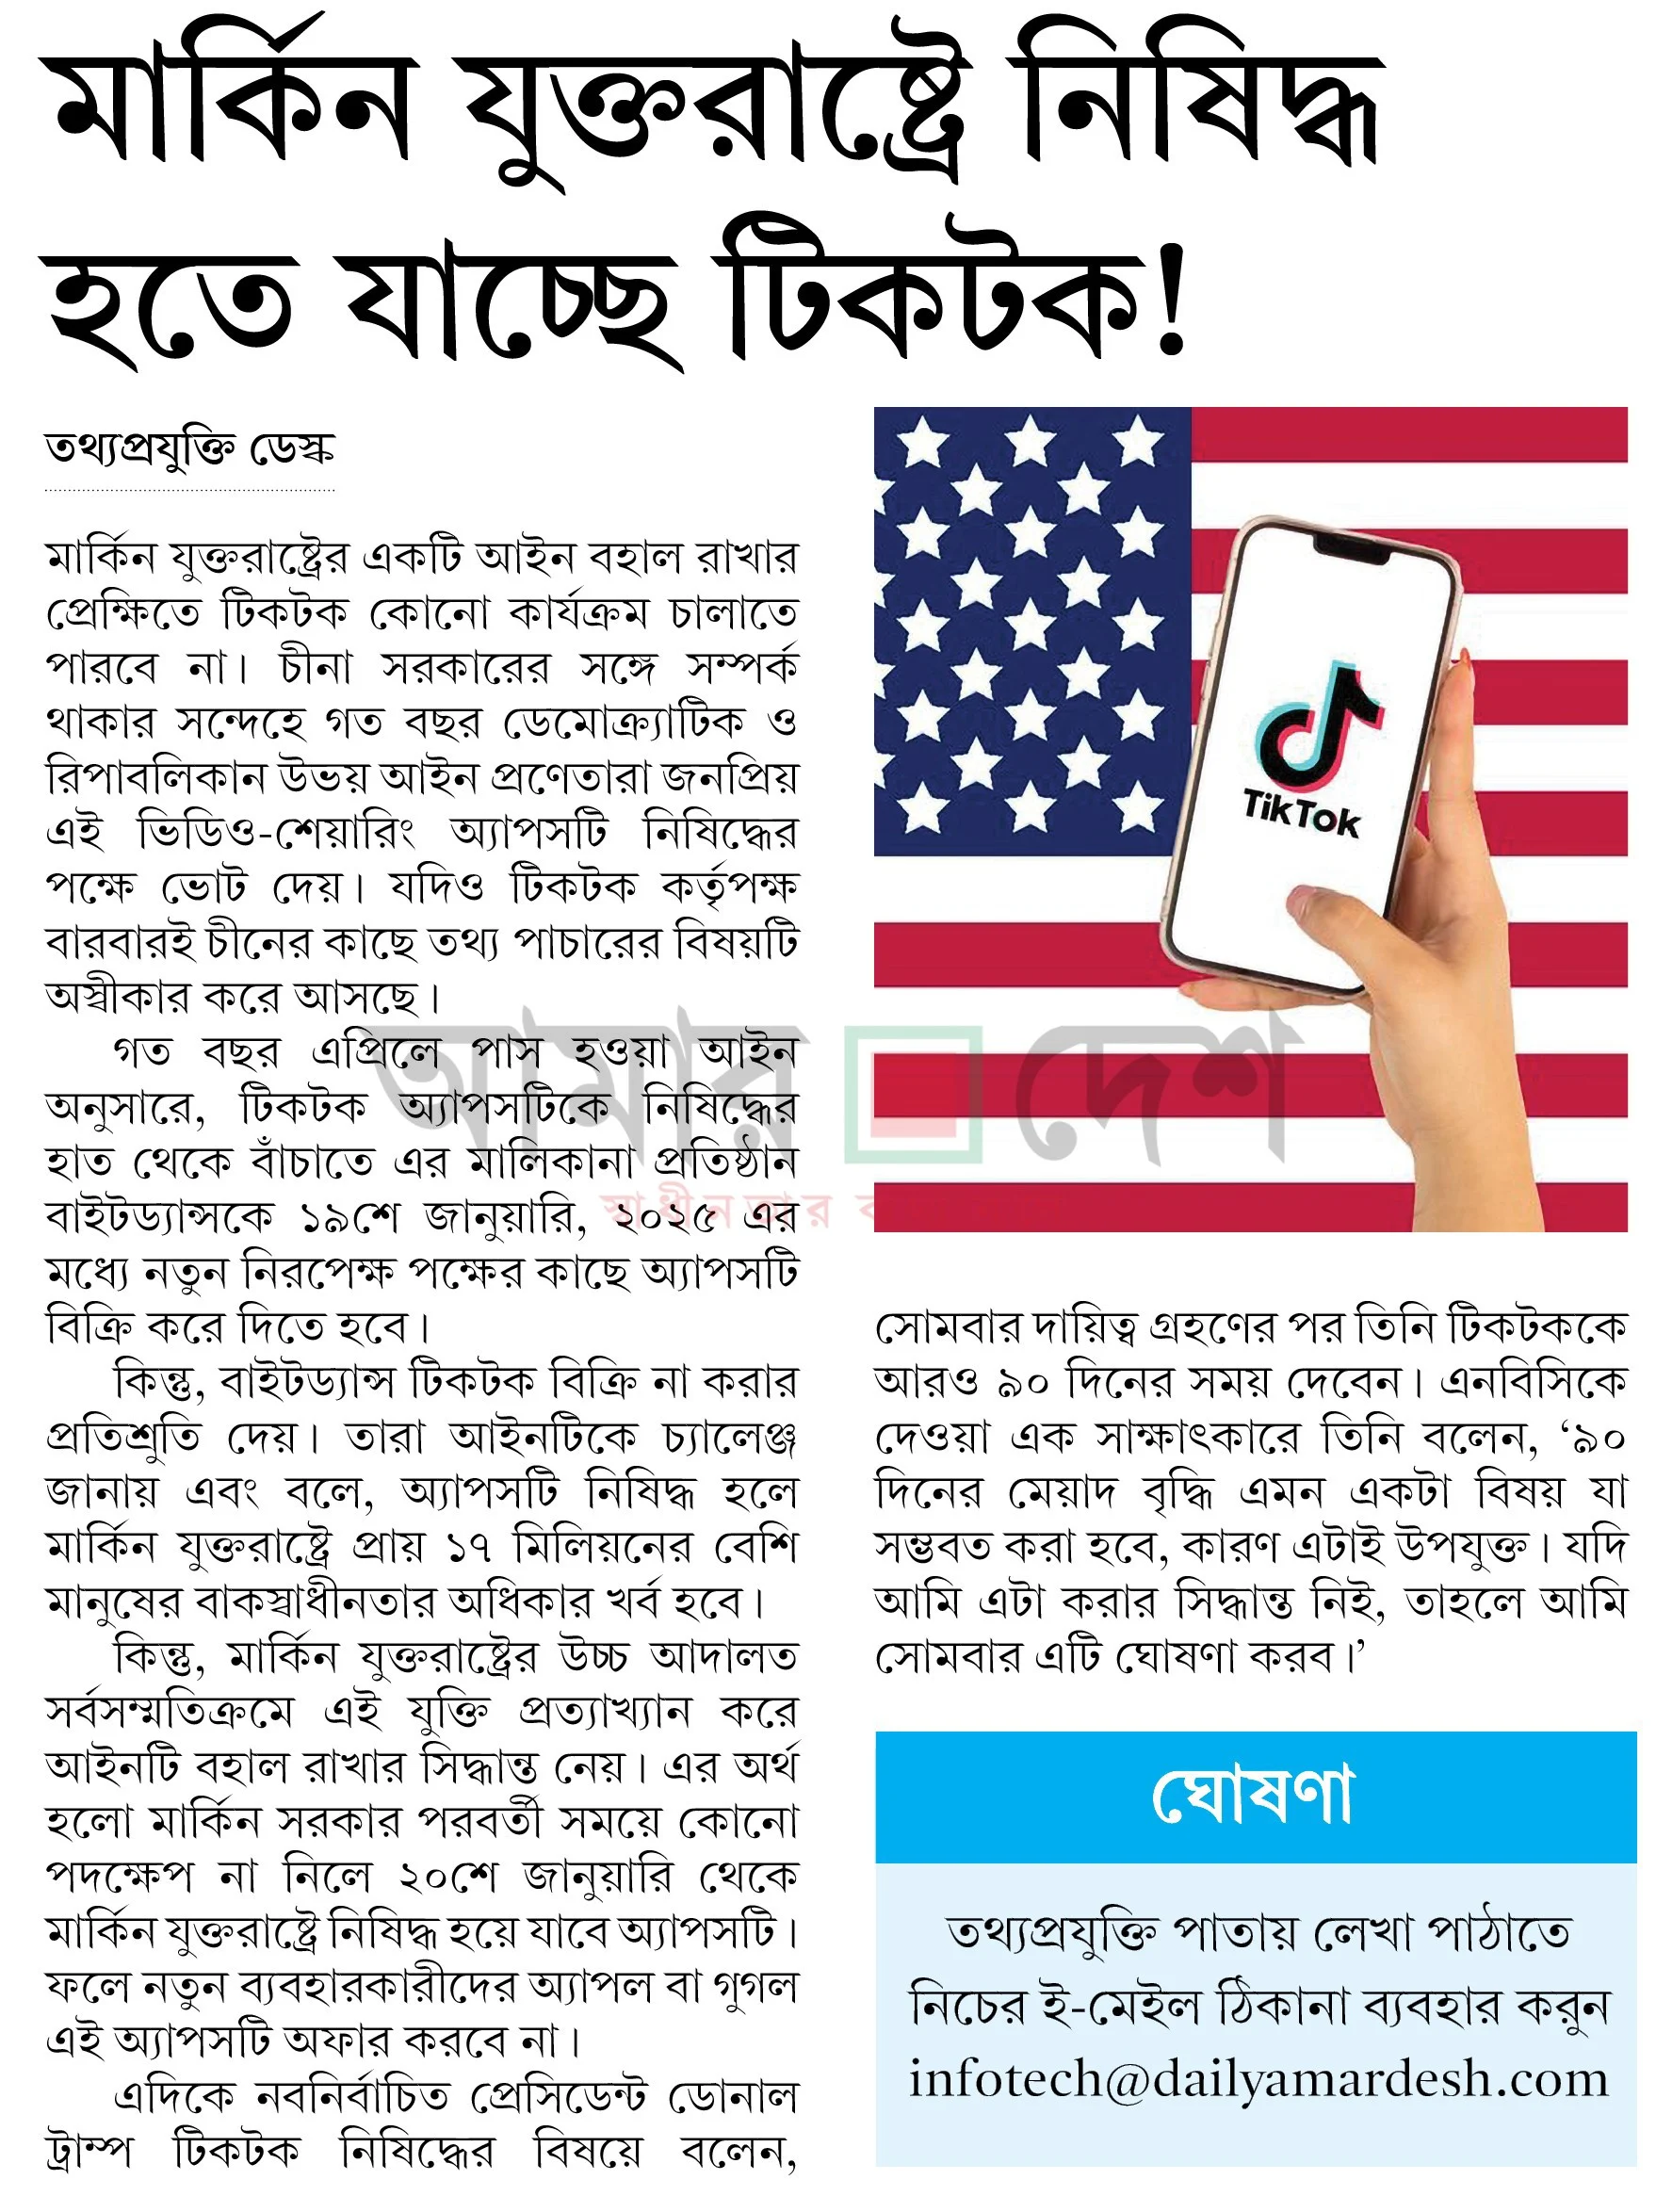 মার্কিন যুক্তরাষ্ট্রে নিষিদ্ধ
হতে যাচ্ছে টিকটক!
তথ্যপ্রযুক্তি ডেস্ক
মার্কিন যুক্তরাষ্ট্রের একটি আইন বহাল রাখার
প্রেক্ষিতে টিকটক কোনো কার্যক্রম চালাতে
পারবে না। চীনা সরকারের সঙ্গে সম্পর্ক
থাকার সন্দেহে গত বছর ডেমোক্র্যাটিক ও
রিপাবলিকান উভয় আইন প্রণেতারা জনপ্রিয়
এই ভিডিও-শেয়ারিং অ্যাপসটি নিষিদ্ধের
পক্ষে ভোট দেয়। যদিও টিকটক কর্তৃপক্ষ
বারবারই চীনের কাছে তথ্য পাচারের বিষয়টি
অস্বীকার করে আসছে।
গত বছর এপ্রিলে পাস হওয়া আইন
অনুসারে, টিকটক অ্যাপসটিকে নিষিদ্ধের
হাত থেকে বাঁচাতে এর মালিকানা প্রতিষ্ঠান
বাইটড্যান্সকে ১৯শে জানুয়ারি, ২০২৫ এর
মধ্যে নতুন নিরপেক্ষ পক্ষের কাছে অ্যাপসটি
বিক্রি করে দিতে হবে।
কিন্তু, বাইটড্যান্স টিকটক বিক্রি না করার
প্রতিশ্রুতি দেয়। তারা আইনটিকে চ্যালেঞ্জ
জানায় এবং বলে, অ্যাপসটি নিষিদ্ধ হলে
মার্কিন যুক্তরাষ্ট্রে প্রায় ১৭ মিলিয়নের বেশি
মানুষের বাকস্বাধীনতার অধিকার খর্ব হবে।
কিন্তু, মার্কিন যুক্তরাষ্ট্রের উচ্চ আদালত
সর্বসম্মতিক্রমে এই যুক্তি প্রত্যাখ্যান করে
আইনটি বহাল রাখার সিদ্ধান্ত নেয়। এর অর্থ
হলো মার্কিন সরকার পরবর্তী সময়ে কোনো
পদক্ষেপ না নিলে ২০শে জানুয়ারি থেকে
মার্কিন যুক্তরাষ্ট্রে নিষিদ্ধ হয়ে যাবে অ্যাপসটি।
ফলে নতুন ব্যবহারকারীদের অ্যাপল বা গুগল
এই অ্যাপসটি অফার করবে না।
এদিকে নবনির্বাচিত প্রেসিডেন্ট ডোনাল
ট্রাম্প টিকটক নিষিদ্ধের বিষয়ে বলেন,
TikTok
আমার দেশ
স্বাধীনতার
সোমবার দায়িত্ব গ্রহণের পর তিনি টিকটককে
আরও ৯০ দিনের সময় দেবেন। এনবিসিকে
দেওয়া এক সাক্ষাৎকারে তিনি বলেন, ‘৯০
দিনের মেয়াদ বৃদ্ধি এমন একটা বিষয় যা
সম্ভবত করা হবে, কারণ এটাই উপযুক্ত। যদি
আমি এটা করার সিদ্ধান্ত নিই, তাহলে আমি
সোমবার এটি ঘোষণা করব।’
ঘোষণা
তথ্যপ্রযুক্তি পাতায় লেখা পাঠাতে
নিচের ই-মেইল ঠিকানা ব্যবহার করুন
infotech@dailyamardesh.com